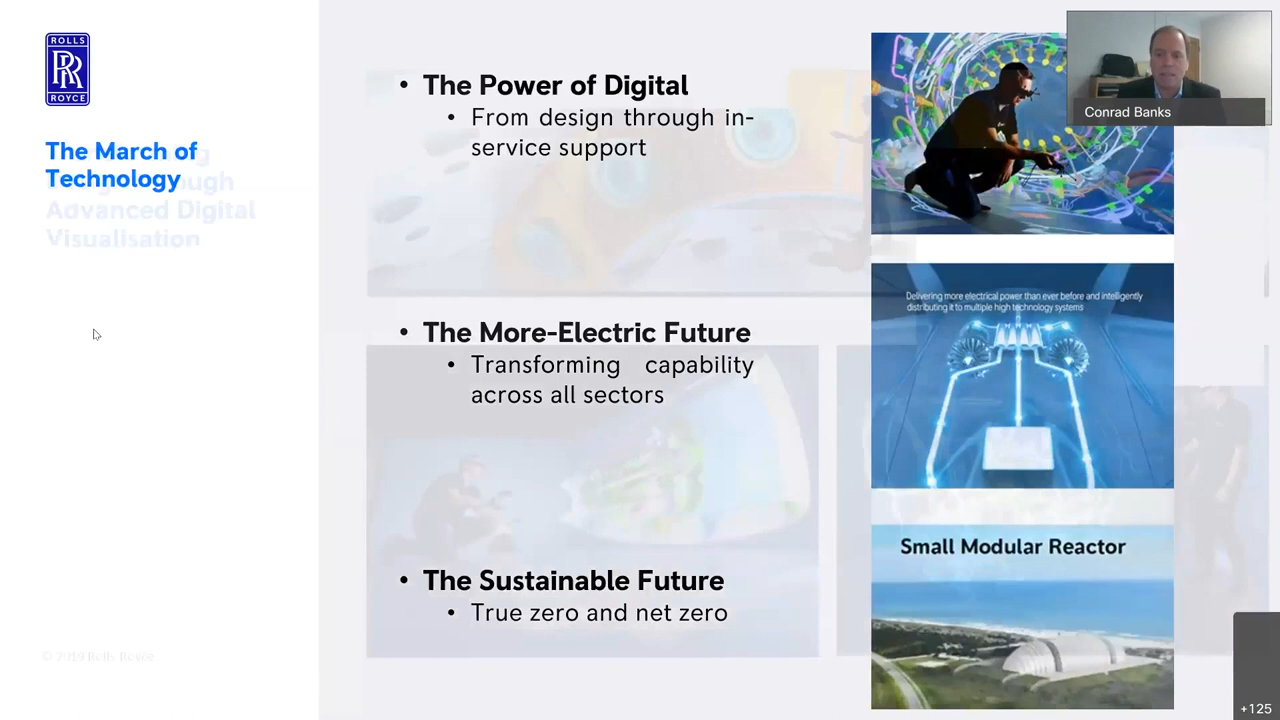 ROLLS
RR
ROYCE
The March of
Technology
Advanced Digital
Visualisation
© 2019 Rolls-Royce
• The Power of Digital
• From design through in-
service support
• The More-Electric Future
• Transforming capability
across all sectors
• The Sustainable Future
• True zero and net zero
Delivering more electrical power than ever before and intelligently
distributing it to multiple high technology systems
Small Modular Reactor
Conrad Banks
+125